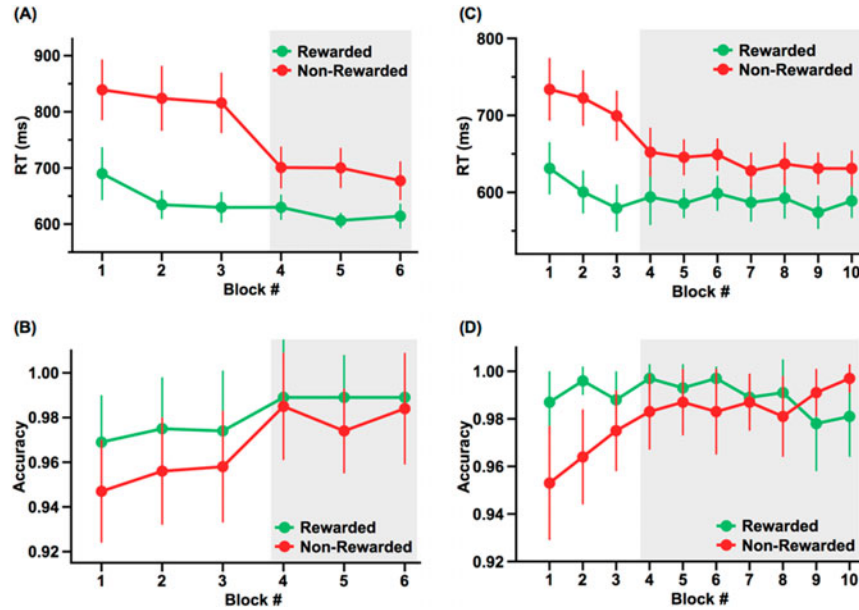 (A)
900
800
700
600
RT (ms)
Rewarded
Non-Rewarded
1 2 3 4 5 6
Block #
(C)
800
700
600
RT (ms)
Rewarded
Non-Rewarded
1 2 3 4 5 6 7 8 9 10
Block #
(B)
1.00
0.98
0.96
0.94
0.92
Accuracy
Rewarded
Non-Rewarded
1 2 3 4 5 6
Block #
(D)
1.00
0.98
0.96
0.94
0.92
Accuracy
Rewarded
Non-Rewarded
1 2 3 4 5 6 7 8 9 10
Block #